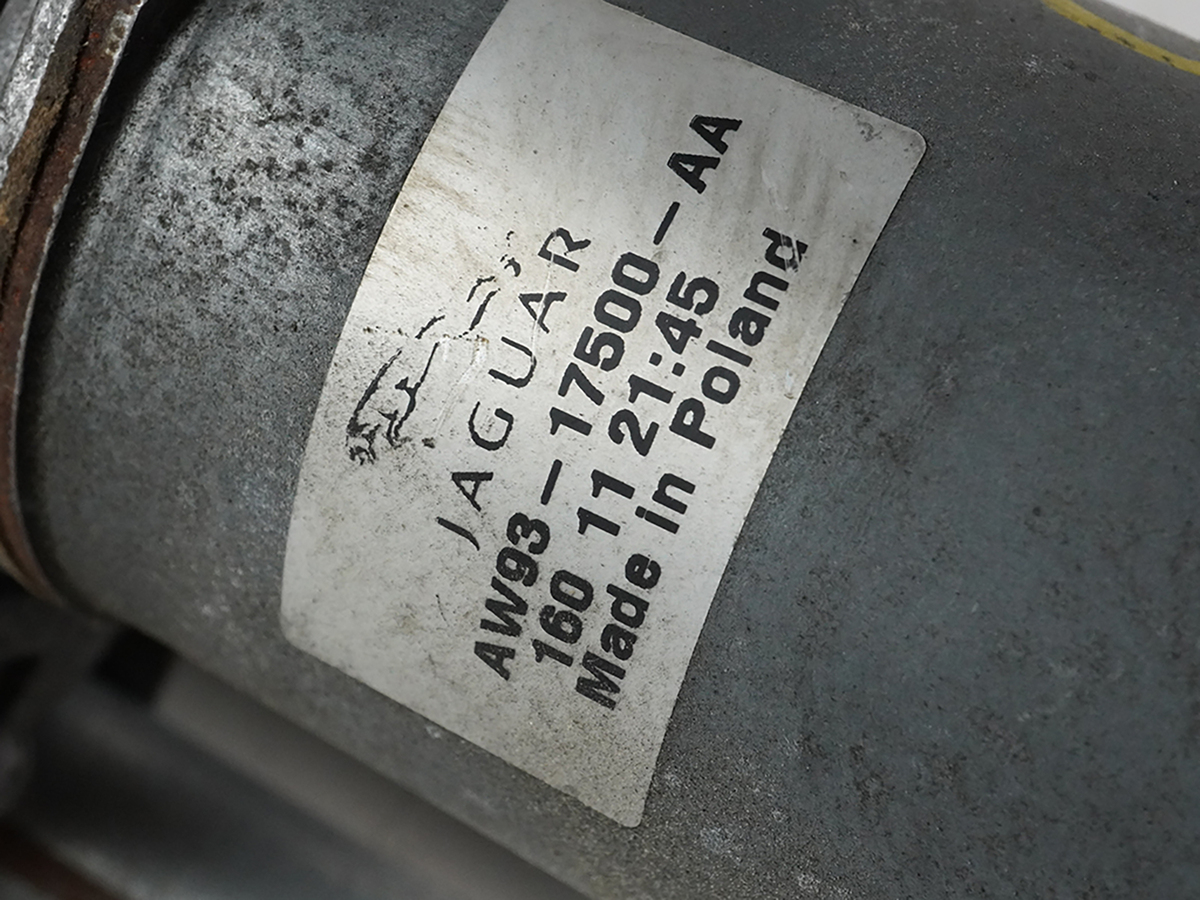 JAGUAR
AW93-17500-AA
160 11 21:45
Made in Poland